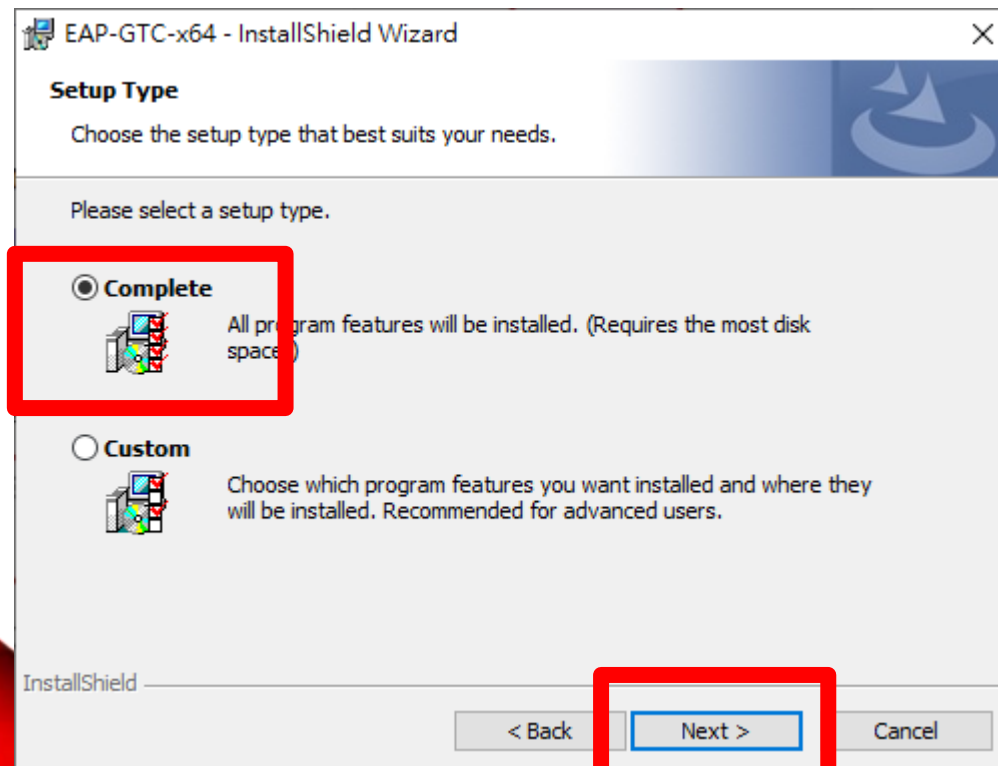 EAP-GTC-x64 - InstallShield Wizard
Setup Type
Choose the setup type that best suits your needs.
Please select a setup type.
Complete
All program features will be installed. (Requires the most disk
space.)
Custom
Choose which program features you want installed and where they
will be installed. Recommended for advanced users.
InstallShield
< Back
Next >
Cancel